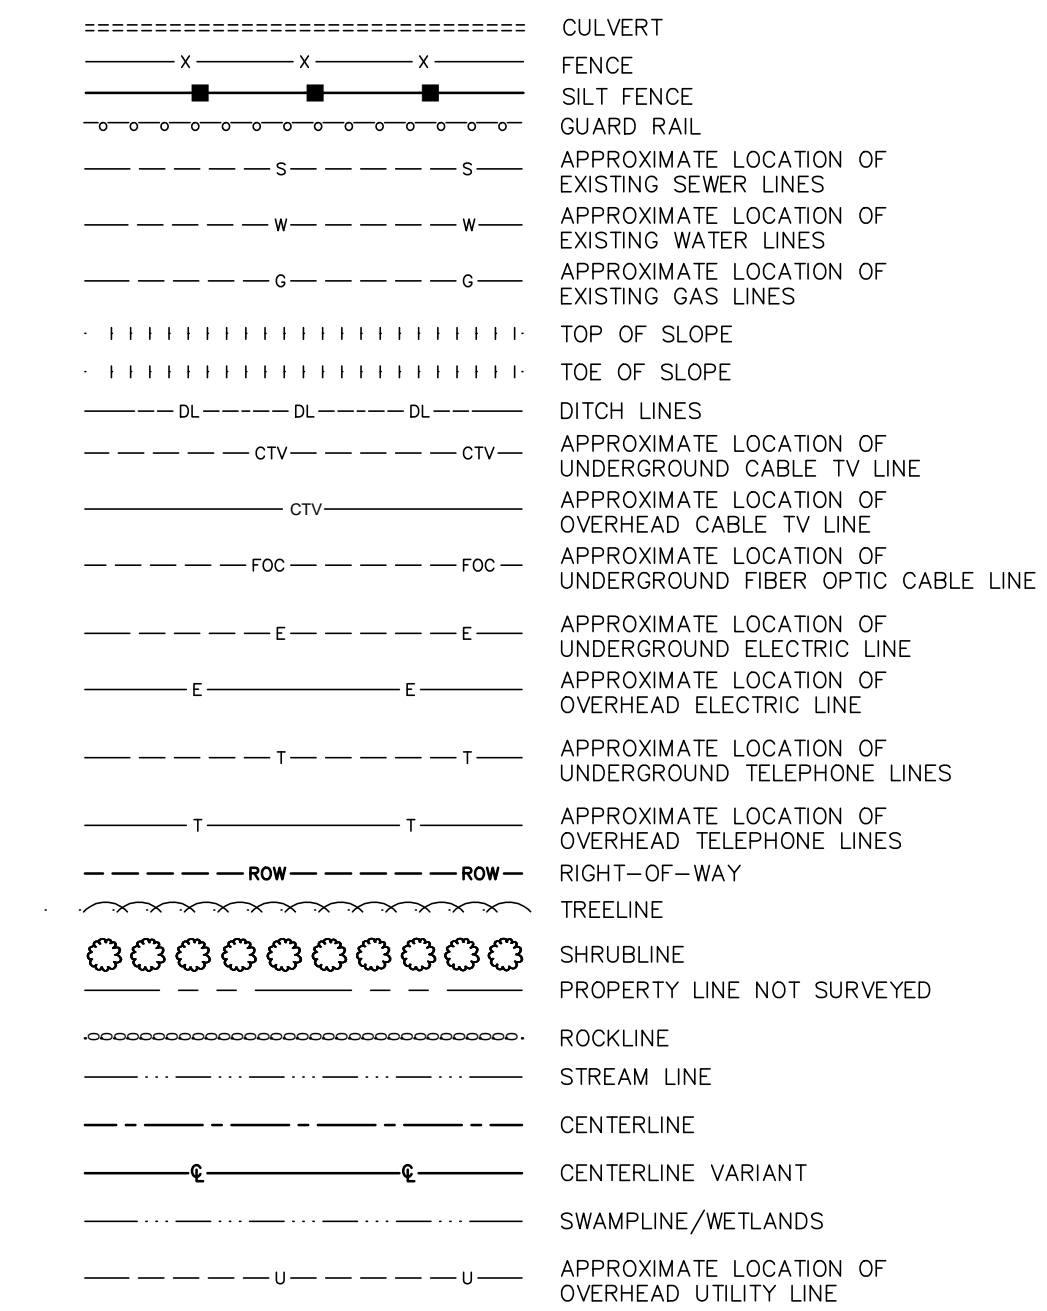 CULVERT
X X X
FENCE
SILT FENCE
GUARD RAIL
S S
APPROXIMATE LOCATION OF
EXISTING SEWER LINES
W W
APPROXIMATE LOCATION OF
EXISTING WATER LINES
G G
APPROXIMATE LOCATION OF
EXISTING GAS LINES
TOP OF SLOPE
TOE OF SLOPE
DL DL DL
DITCH LINES
CTV CTV
APPROXIMATE LOCATION OF
UNDERGROUND CABLE TV LINE
CTV
APPROXIMATE LOCATION OF
OVERHEAD CABLE TV LINE
FOC FOC
APPROXIMATE LOCATION OF
UNDERGROUND FIBER OPTIC CABLE LINE
E E
APPROXIMATE LOCATION OF
UNDERGROUND ELECTRIC LINE
E E
APPROXIMATE LOCATION OF
OVERHEAD ELECTRIC LINE
T T
APPROXIMATE LOCATION OF
UNDERGROUND TELEPHONE LINES
T T
APPROXIMATE LOCATION OF
OVERHEAD TELEPHONE LINES
ROW ROW
RIGHT-OF-WAY
TREELINE
SHRUBLINE
PROPERTY LINE NOT SURVEYED
ROCKLINE
STREAM LINE
CENTERLINE
℄ ℄
CENTERLINE VARIANT
SWAMPLINE/WETLANDS
U U
APPROXIMATE LOCATION OF
OVERHEAD UTILITY LINE